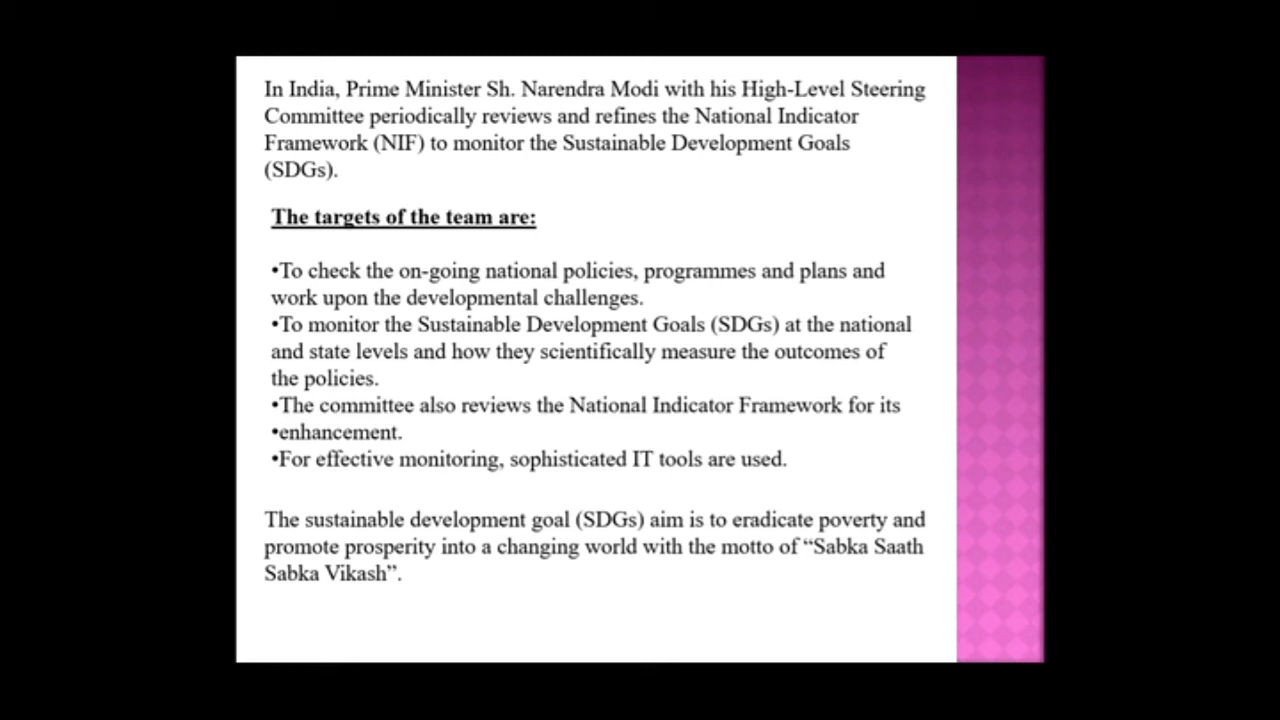 In India, Prime Minister Sh. Narendra Modi with his High-Level Steering
Committee periodically reviews and refines the National Indicator
Framework (NIF) to monitor the Sustainable Development Goals
(SDGs).
The targets of the team are:
•To check the on-going national policies, programmes and plans and
work upon the developmental challenges.
•To monitor the Sustainable Development Goals (SDGs) at the national
and state levels and how they scientifically measure the outcomes of
the policies.
•The committee also reviews the National Indicator Framework for its
•enhancement.
•For effective monitoring, sophisticated IT tools are used.
The sustainable development goal (SDGs) aim is to eradicate poverty and
promote prosperity into a changing world with the motto of “Sabka Saath
Sabka Vikash”.